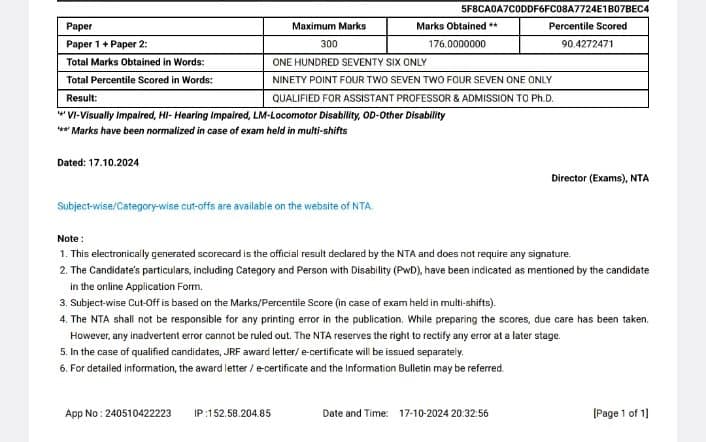 5F8CA0A7C0DDF6FC08A7724E1B07BEC4
Paper Maximum Marks Marks Obtained ** Percentile Scored
Paper 1 + Paper 2: 300 176.0000000 90.4272471
Total Marks Obtained in Words: ONE HUNDRED SEVENTY SIX ONLY
Total Percentile Scored in Words: NINETY POINT FOUR TWO SEVEN TWO FOUR SEVEN ONE ONLY
Result: QUALIFIED FOR ASSISTANT PROFESSOR & ADMISSION TO Ph.D.
'*' VI-Visually Impaired, HI- Hearing Impaired, LM-Locomotor Disability, OD-Other Disability
'**' Marks have been normalized in case of exam held in multi-shifts
Dated: 17.10.2024
Director (Exams), NTA
Subject-wise/Category-wise cut-offs are available on the website of NTA.
Note :
1. This electronically generated scorecard is the official result declared by the NTA and does not require any signature.
2. The Candidate's particulars, including Category and Person with Disability (PwD), have been indicated as mentioned by the candidate
in the online Application Form.
3. Subject-wise Cut-Off is based on the Marks/Percentile Score (in case of exam held in multi-shifts).
4. The NTA shall not be responsible for any printing error in the publication. While preparing the scores, due care has been taken.
However, any inadvertent error cannot be ruled out. The NTA reserves the right to rectify any error at a later stage.
5. In the case of qualified candidates, JRF award letter/ e-certificate will be issued separately.
6. For detailed information, the award letter / e-certificate and the Information Bulletin may be referred.
App No : 240510422223 IP :152.58.204.85 Date and Time: 17-10-2024 20:32:56 [Page 1 of 1]